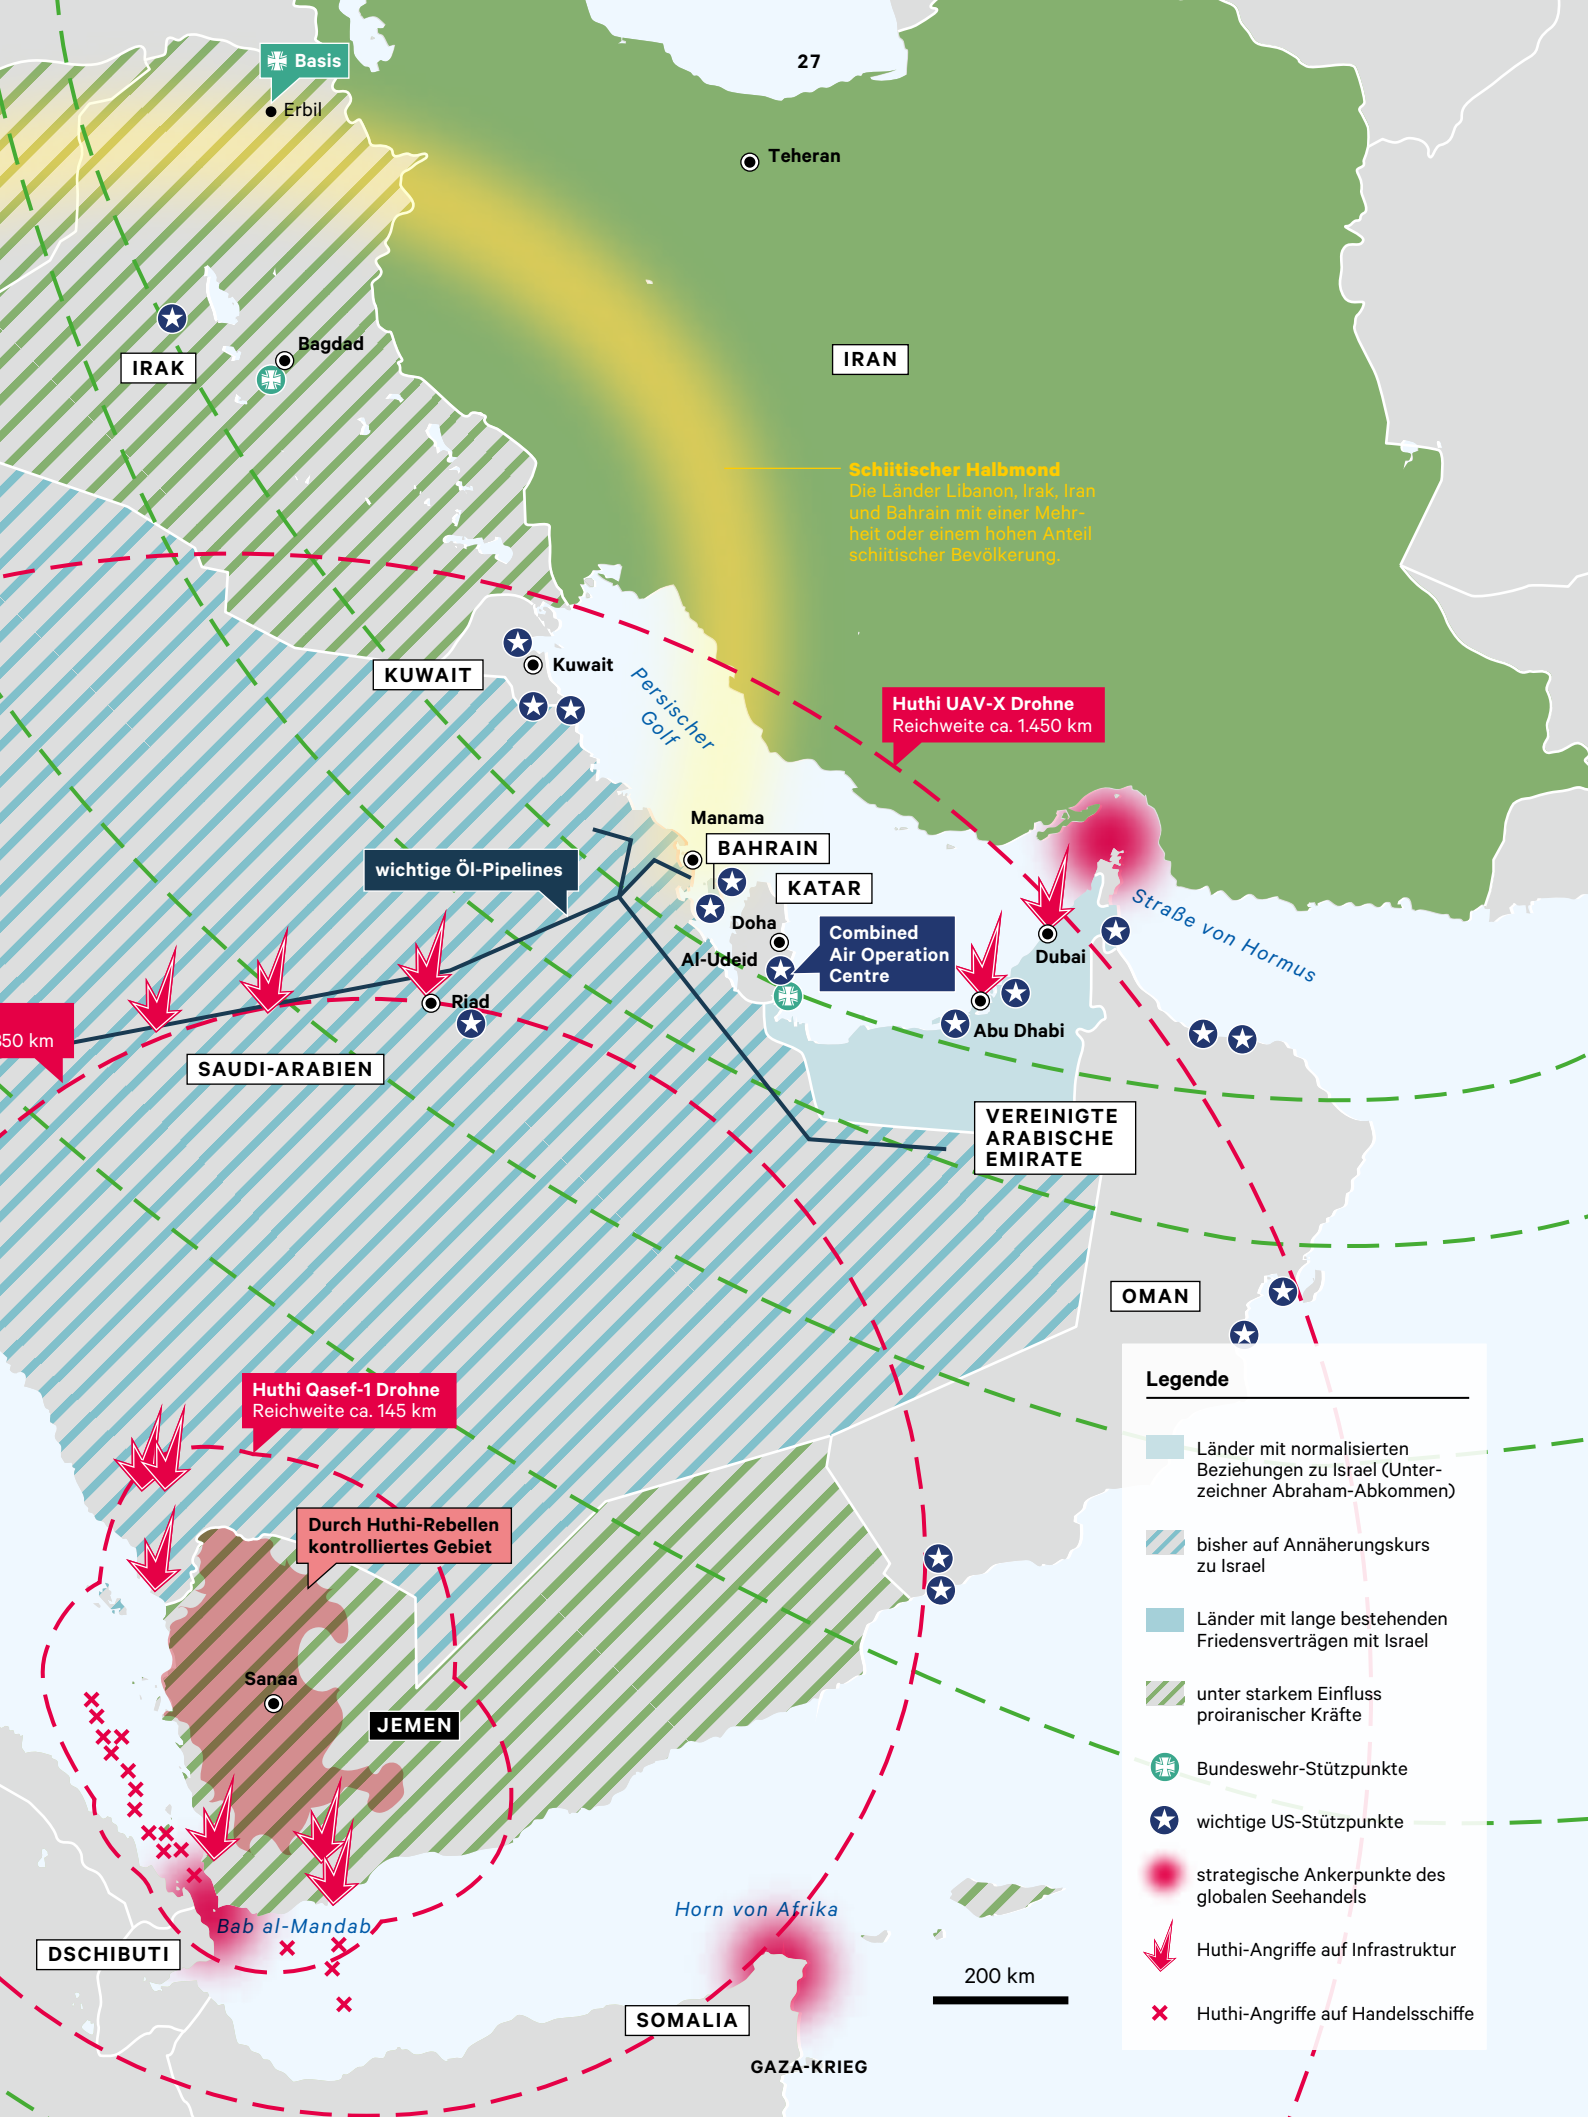 27
Basis
Erbil
Teheran
Bagdad
IRAK
IRAN
Schiitischer Halbmond
Die Länder Libanon, Irak, Iran
und Bahrain mit einer Mehr-
heit oder einem hohen Anteil
schiitischer Bevölkerung.
KUWAIT
Kuwait
Persischer
Golf
Huthi UAV-X Drohne
Reichweite ca. 1.450 km
Manama
BAHRAIN
wichtige Öl-Pipelines
KATAR
Doha
Al-Udeid
Combined
Air Operation
Centre
Straße von Hormus
Dubai
Abu Dhabi
Riad
50 km
SAUDI-ARABIEN
VEREINIGTE
ARABISCHE
EMIRATE
OMAN
Huthi Qasef-1 Drohne
Reichweite ca. 145 km
Durch Huthi-Rebellen
kontrolliertes Gebiet
Sanaa
JEMEN
Bab al-Mandab
DSCHIBUTI
Horn von Afrika
SOMALIA
200 km
GAZA-KRIEG
Legende
Länder mit normalisierten
Beziehungen zu Israel (Unter-
zeichner Abraham-Abkommen)
bisher auf Annäherungskurs
zu Israel
Länder mit lange bestehenden
Friedensverträgen mit Israel
unter starkem Einfluss
proiranischer Kräfte
Bundeswehr-Stützpunkte
wichtige US-Stützpunkte
strategische Ankerpunkte des
globalen Seehandels
Huthi-Angriffe auf Infrastruktur
Huthi-Angriffe auf Handelsschiffe